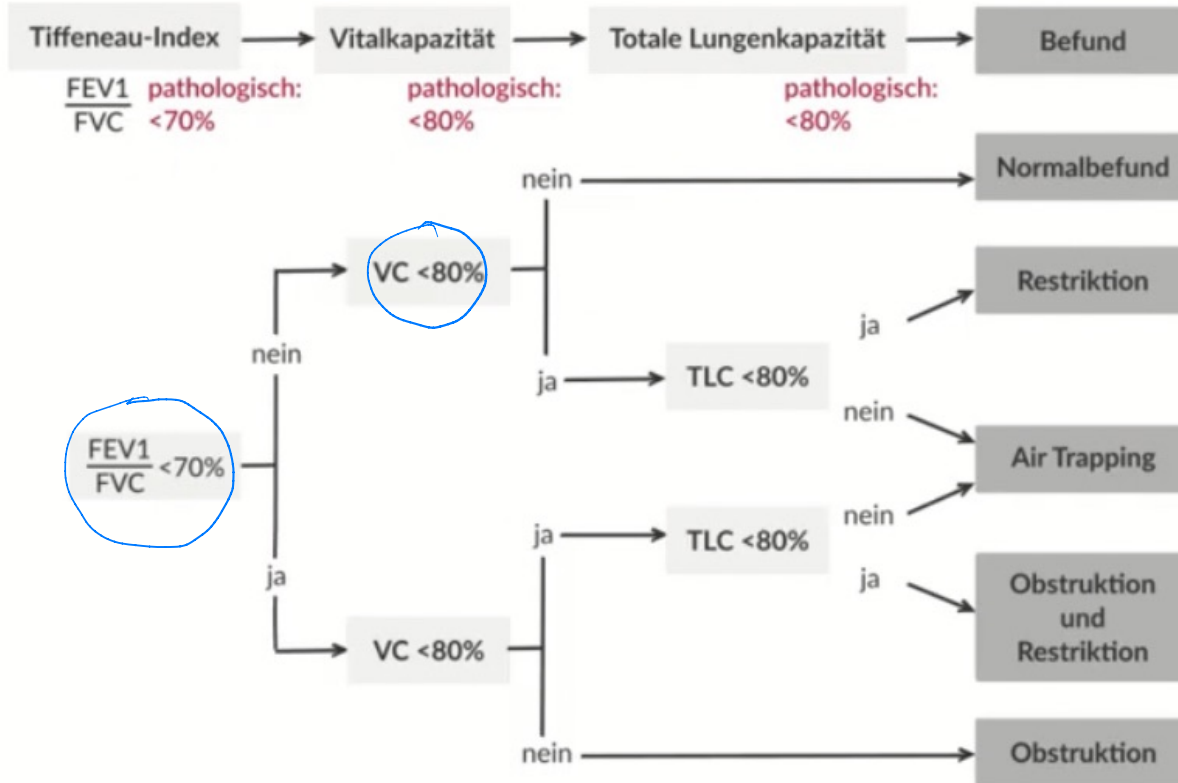 Tiffeneau-Index
Vitalkapazität
Totale Lungenkapazität
Befund
FEV1
FVC
pathologisch:
<70%
pathologisch:
<80%
pathologisch:
<80%
nein
Normalbefund
VC <80%
Restriktion
ja
nein
ja
TLC <80%
nein
FEV1
FVC
<70%
Air Trapping
nein
ja
TLC <80%
ja
ja
Obstruktion
und
Restriktion
VC <80%
nein
Obstruktion